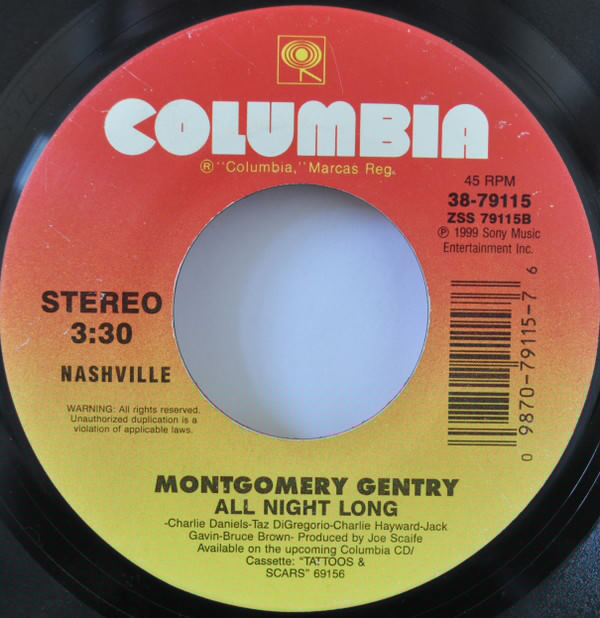 COLUMBIA
® "Columbia," Marcas Reg.
45 RPM
38-79115
ZSS 79115B
℗ 1999 Sony Music
Entertainment Inc.
STEREO
3:30
NASHVILLE
WARNING: All rights reserved.
Unauthorized duplication is a
violation of applicable laws.
0 9870-79115-7 6
MONTGOMERY GENTRY
ALL NIGHT LONG
-Charlie Daniels-Taz DiGregorio-Charlie Hayward-Jack
Gavin-Bruce Brown- Produced by Joe Scaife
Available on the upcoming Columbia CD/
Cassette: "TATTOOS &
SCARS" 69156